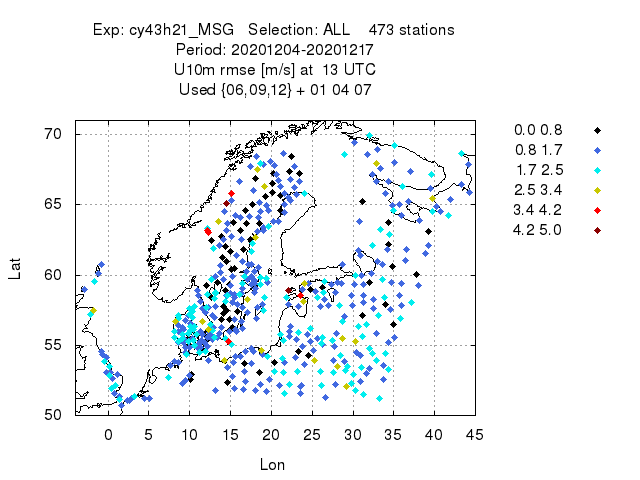 Exp: cy43h21_MSG   Selection: ALL    473 stations
Period: 20201204-20201217
U10m rmse [m/s] at  13 UTC
Used {06,09,12} + 01 04 07
0.0 0.8
0.8 1.7
1.7 2.5
2.5 3.4
3.4 4.2
4.2 5.0
70
65
60
55
50
Lat
0 5 10 15 20 25 30 35 40 45
Lon